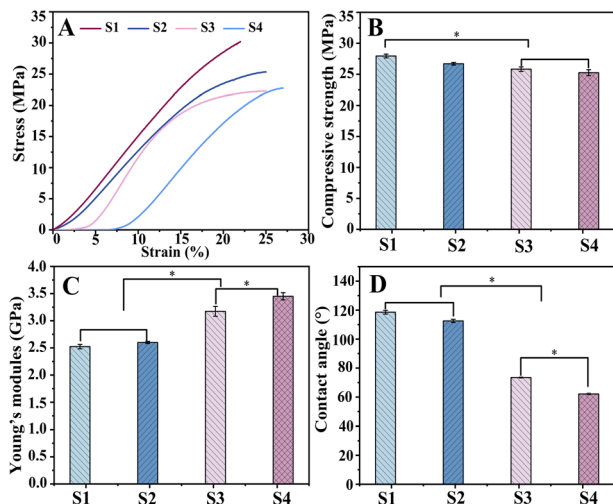 A
S1 S2 S3 S4
Stress (MPa)
35
30
25
20
15
10
5
0
0 5 10 15 20 25 30
Strain (%)
B
Compressive strength (MPa)
35
30
25
20
15
10
5
0
*
S1 S2 S3 S4
C
Young's modules (GPa)
4.0
3.5
3.0
2.5
2.0
1.5
1.0
0.5
0.0
*
*
S1 S2 S3 S4
D
Contact angle (°)
140
120
100
80
60
40
20
0
*
*
S1 S2 S3 S4